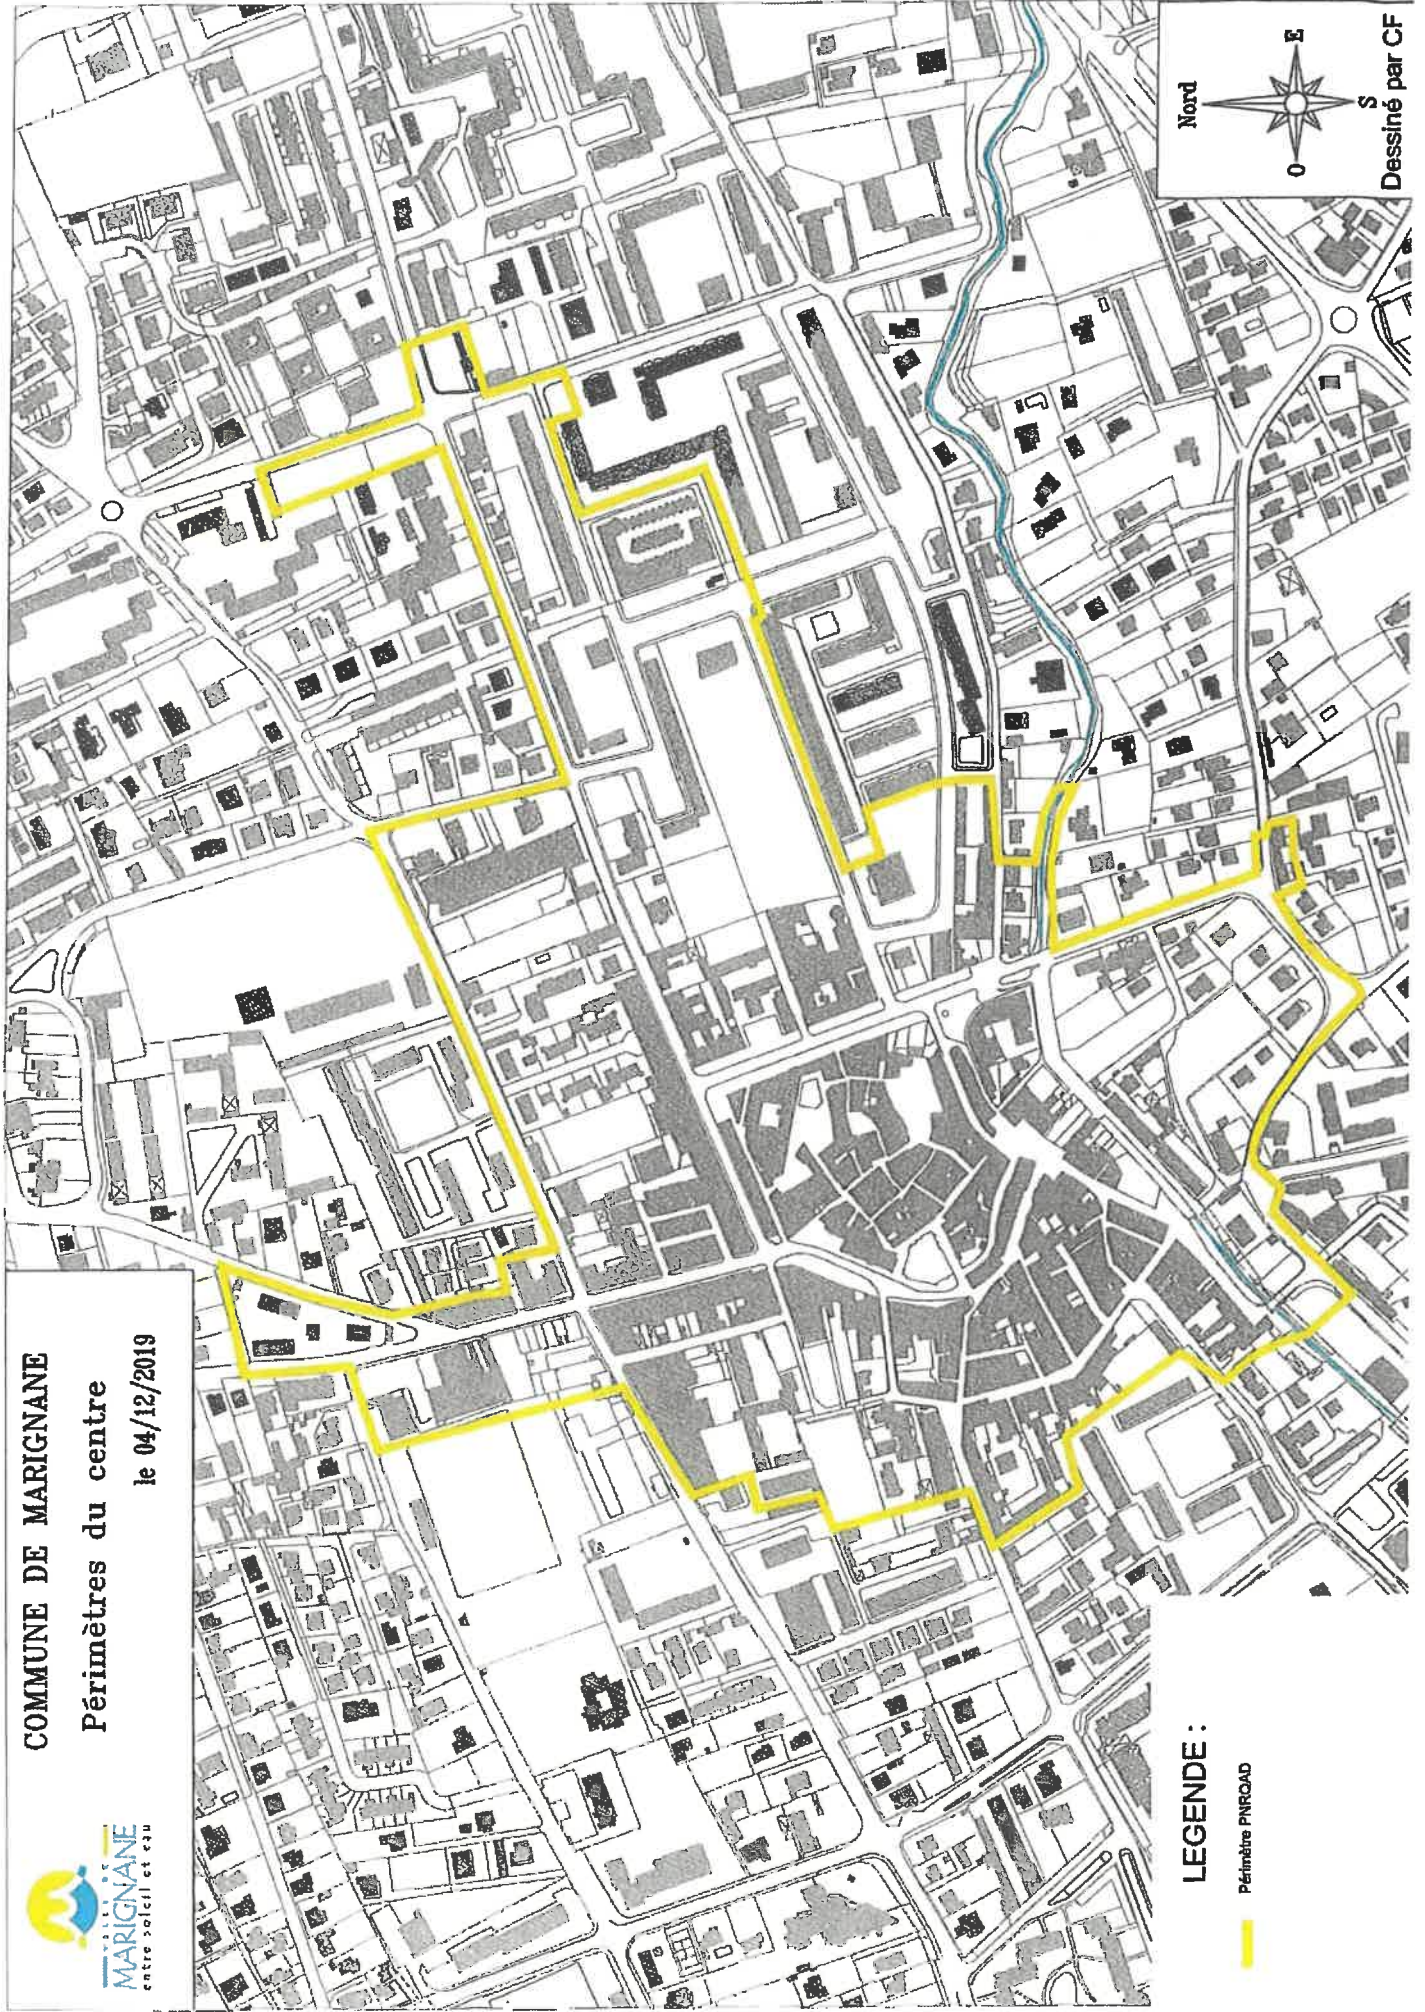 COMMUNE DE MARIGNANE
Périmètres du centre
le 04/12/2019
MARIGNANE
entre soleil et eau
LEGENDE :
Périmètre PNRQAD
Nord
O
E
S
Dessiné par CF